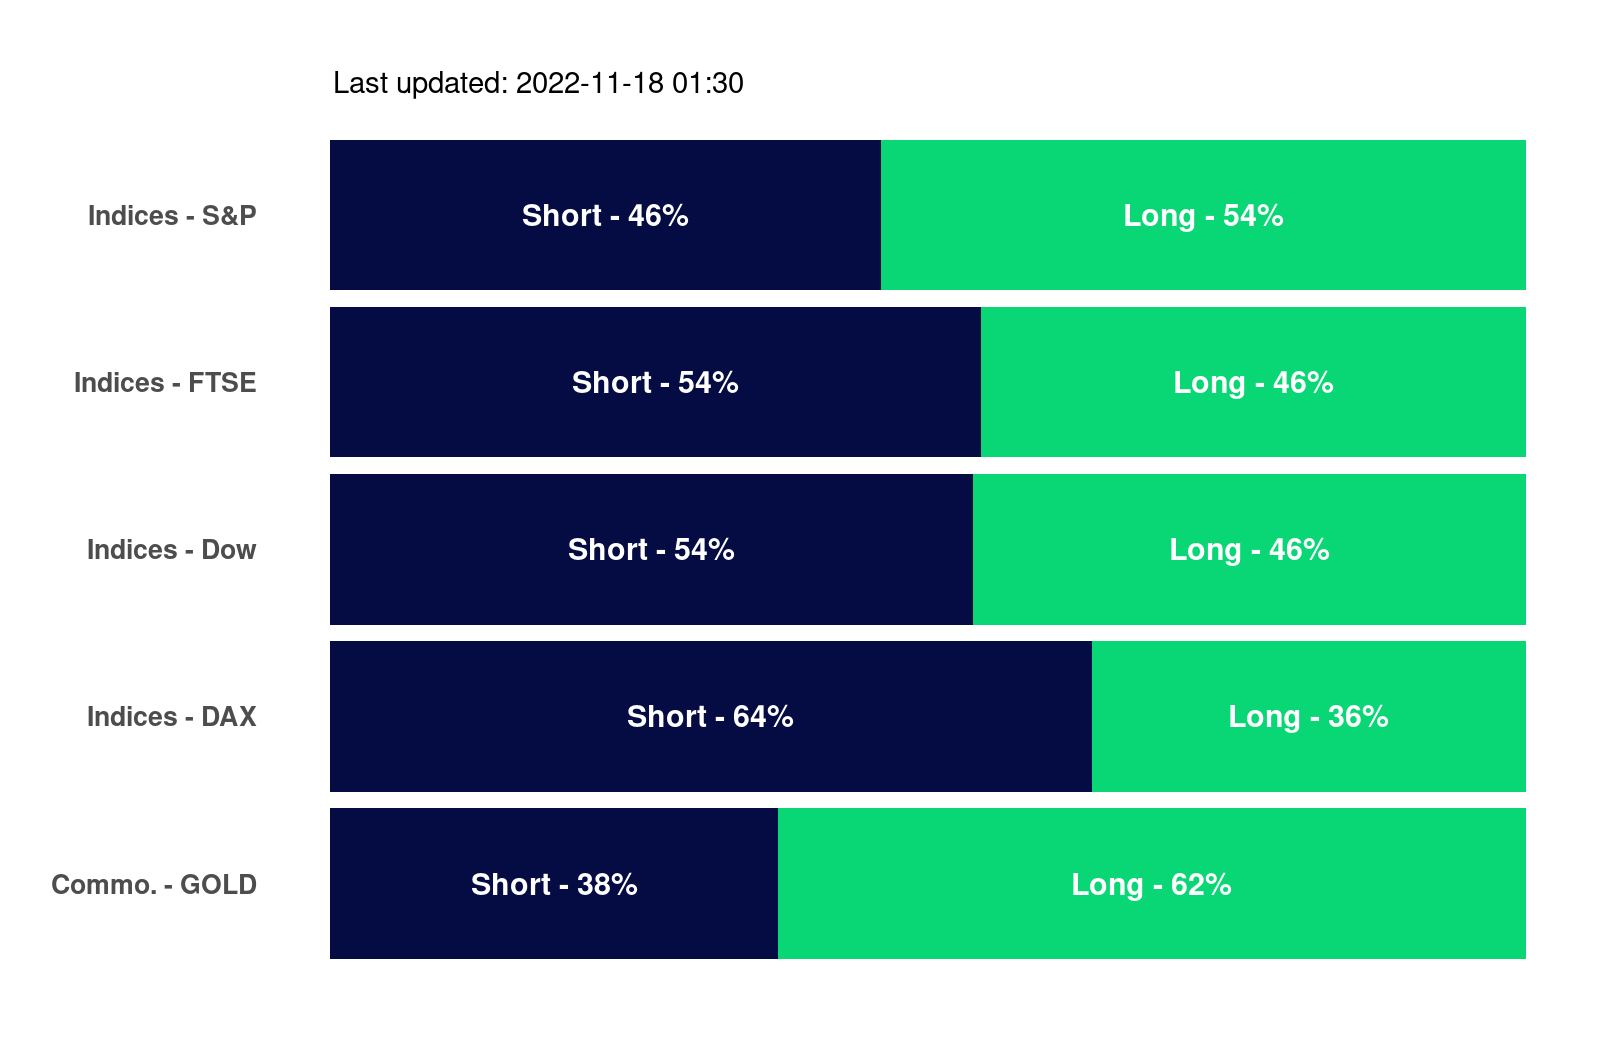 Last updated: 2022-11-18 01:30
Indices - S&P Short - 46% Long - 54%
Indices - FTSE Short - 54% Long - 46%
Indices - Dow Short - 54% Long - 46%
Indices - DAX Short - 64% Long - 36%
Commo. - GOLD Short - 38% Long - 62%